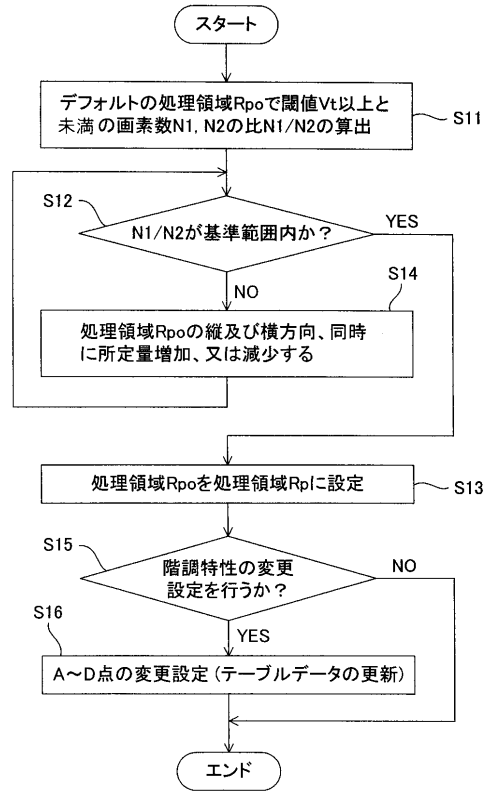 スタート
デフォルトの処理領域Rpoで閾値Vt以上と
未満の画素数N1, N2の比N1/N2の算出
S11
S12
N1/N2が基準範囲内か?
YES
NO
S14
処理領域Rpoの縦及び横方向、同時
に所定量増加、又は減少する
処理領域Rpoを処理領域Rpに設定
S13
S15
階調特性の変更
設定を行うか?
NO
YES
S16
A~D点の変更設定(テーブルデータの更新)
エンド